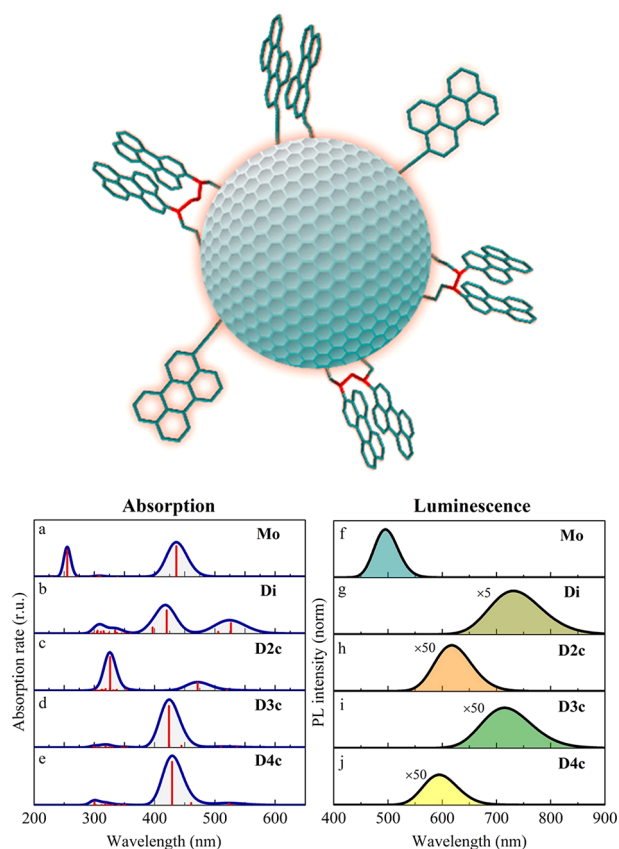 Absorption
Luminescence
a
Mo
b
Di
c
D2c
d
D3c
e
D4c
Absorption rate (r.u.)
200 300 400 500 600
Wavelength (nm)
f
Mo
g
×5
Di
h
×50
D2c
i
×50
D3c
j
×50
D4c
PL intensity (norm)
400 500 600 700 800 900
Wavelength (nm)